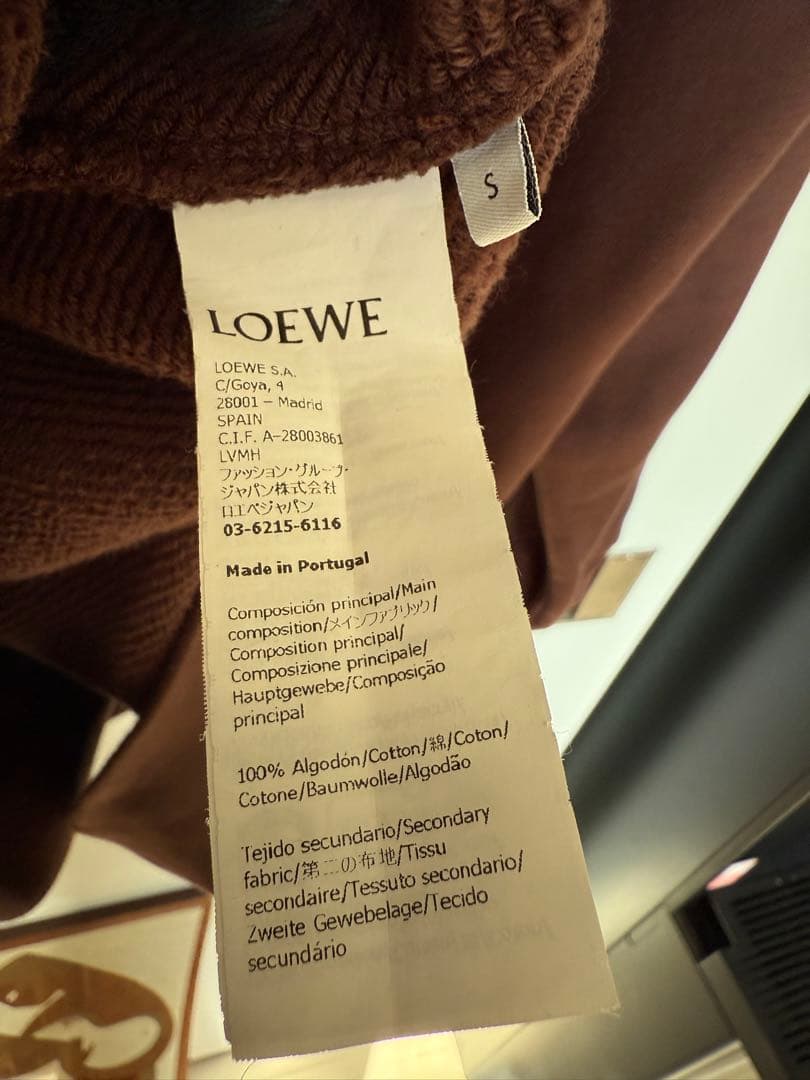 S
LOEWE
LOEWE S.A.
C/Goya, 4
28001 – Madrid
SPAIN
C.I.F. A-28003861
LVMH
ファッション・グループ・
ジャパン株式会社
ロエベジャパン
03-6215-6116
Made in Portugal
Composición principal/Main
composition/メインファブリック/
Composition principal/
Composizione principale/
Hauptgewebe/Composição
principal
100% Algodón/Cotton/綿/Coton/
Cotone/Baumwolle/Algodão
Tejido secundario/Secondary
fabric/第二の布地/Tissu
secondaire/Tessuto secondario/
Zweite Gewebelage/Tecido
secundário